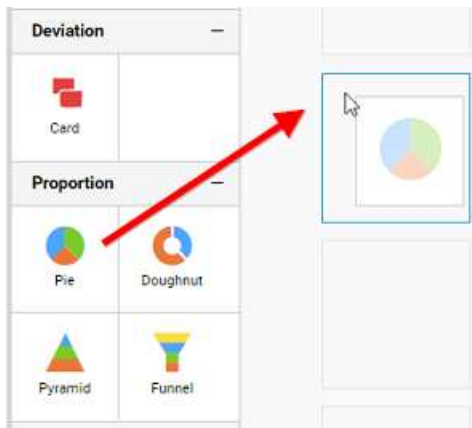 Deviation
Card
Proportion
Pie
Doughnut
Pyramid
Funnel